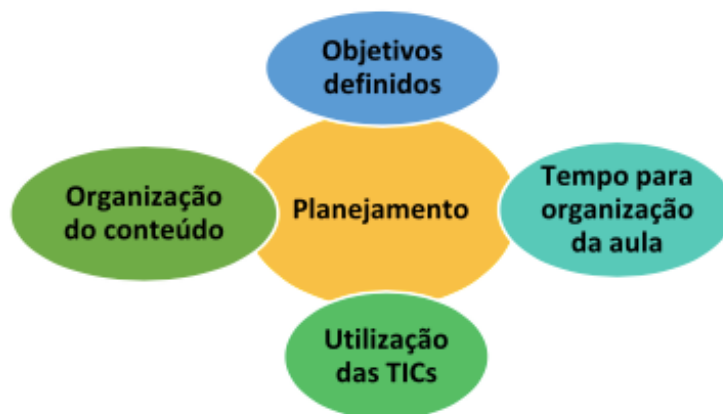 Objetivos
definidos
Organização
do conteúdo
Planejamento
Tempo para
organização
da aula
Utilização
das TICs